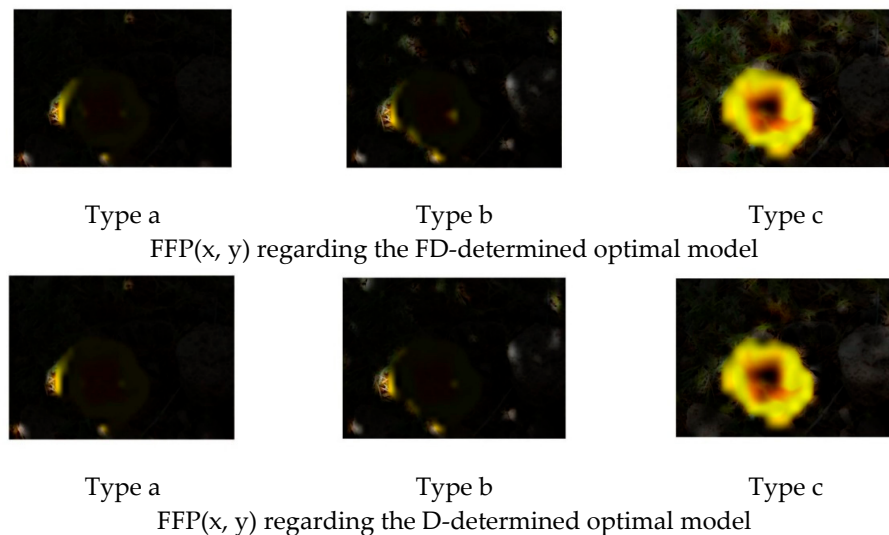 Type a Type b Type c
FFP(x, y) regarding the FD-determined optimal model
Type a Type b Type c
FFP(x, y) regarding the D-determined optimal model